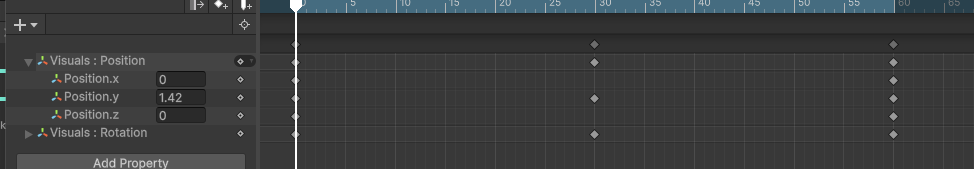 0 5 10 15 20 25 30 35 40 45 50 55 60 65
Visuals : Position
Position.x 0
Position.y 1.42
Position.z 0
Visuals : Rotation
Add Property